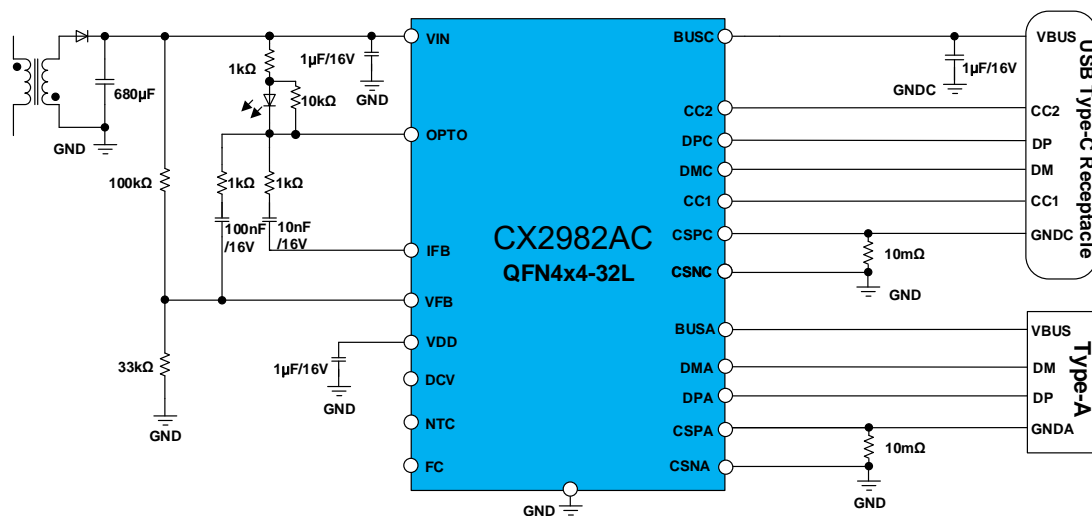 VIN
BUSC
VBUS
1kΩ
1µF/16V
GND
1µF/16V
GNDC
680µF
10kΩ
GND
OPTO
CC2
CC2
DPC
DP
DMC
DM
100kΩ
1kΩ
1kΩ
CC1
CC1
100nF
/16V
10nF
/16V
CX2982AC
QFN4x4-32L
CSPC
GNDC
IFB
10mΩ
CSNC
GND
USB Type-C Receptacle
VFB
BUSA
VBUS
VDD
33kΩ
1µF/16V
GND
GND
DCV
DMA
DM
DPA
DP
Type-A
NTC
CSPA
GNDA
10mΩ
FC
CSNA
GND
GND